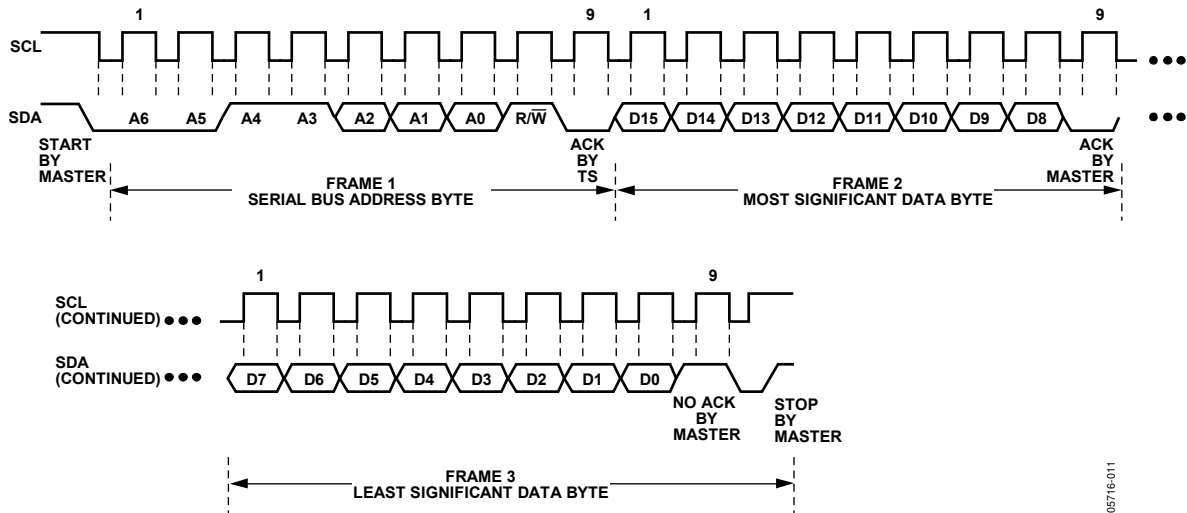 1 9 1 9
SCL
SDA A6 A5 A4 A3 A2 A1 A0 R/W̅ D15 D14 D13 D12 D11 D10 D9 D8
START
BY
MASTER
ACK
BY
TS
ACK
BY
MASTER
FRAME 1
SERIAL BUS ADDRESS BYTE
FRAME 2
MOST SIGNIFICANT DATA BYTE
1 9
SCL
(CONTINUED)
SDA
(CONTINUED)
D7 D6 D5 D4 D3 D2 D1 D0
NO ACK
BY
MASTER
STOP
BY
MASTER
FRAME 3
LEAST SIGNIFICANT DATA BYTE
05716-011